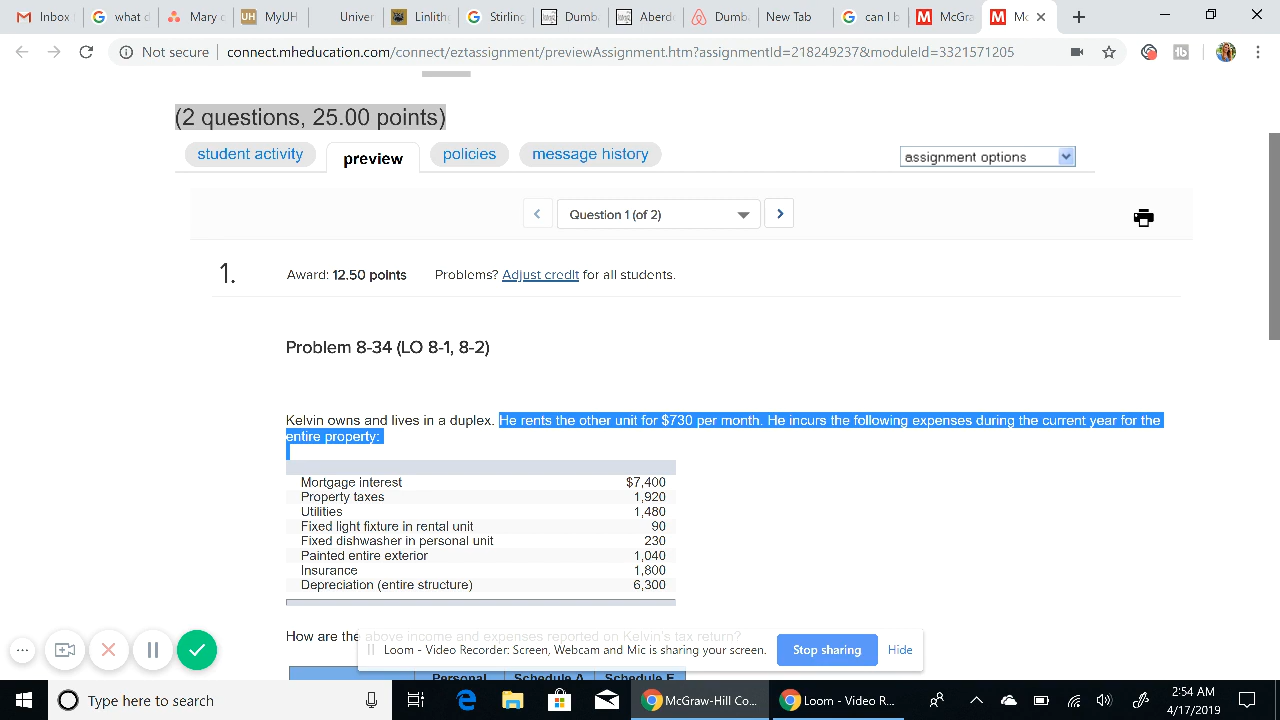 Inbox
what d
Mary
UH My
Univer
Linlith
Stirling
Dumb
Aberd
Dumb
New Tab
can I b
McGra
Mc
Not secure | connect.mheducation.com/connect/eztassignment/previewAssignment.htm?assignmentId=218249237&moduleId=3321571205
(2 questions, 25.00 points)
student activity preview policies message history assignment options
Question 1 (of 2)
1. Award: 12.50 points Problems? Adjust credit for all students.
Problem 8-34 (LO 8-1, 8-2)
Kelvin owns and lives in a duplex. He rents the other unit for $730 per month. He incurs the following expenses during the current year for the
entire property:
Mortgage interest $7,400
Property taxes 1,920
Utilities 1,480
Fixed light fixture in rental unit 90
Fixed dishwasher in personal unit 230
Painted entire exterior 1,040
Insurance 1,800
Depreciation (entire structure) 6,300
How are the above income and expenses reported on Kelvin's tax return?
Loom - Video Recorder: Screen, Webcam and Mic is sharing your screen. Stop sharing Hide
Personal Schedule A Schedule E
Type here to search
McGraw-Hill Co...
Loom - Video R...
2:54 AM
4/17/2019